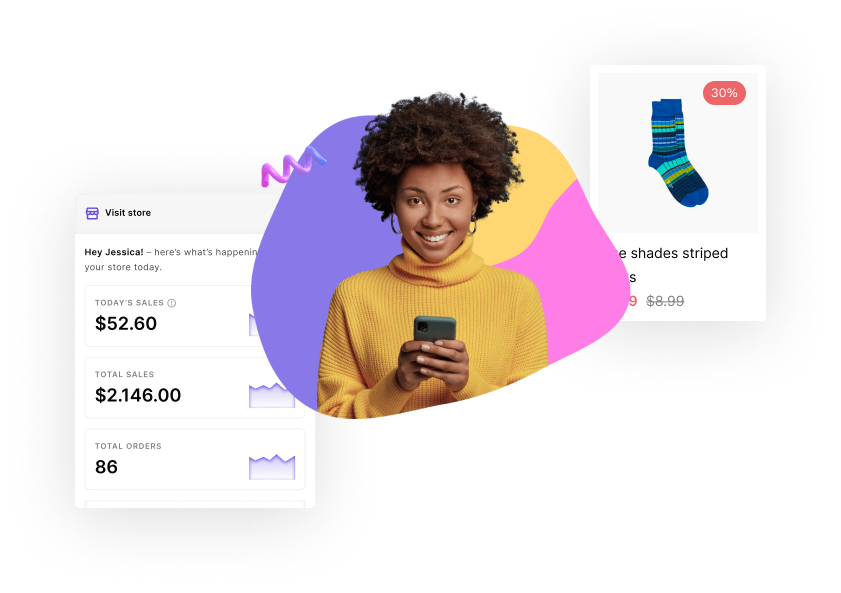 Visit store
Hey Jessica! – here's what's
your store today.
TODAY'S SALES
$52.60
TOTAL SALES
$2.146.00
TOTAL ORDERS
86
30%
shades striped
$8.99